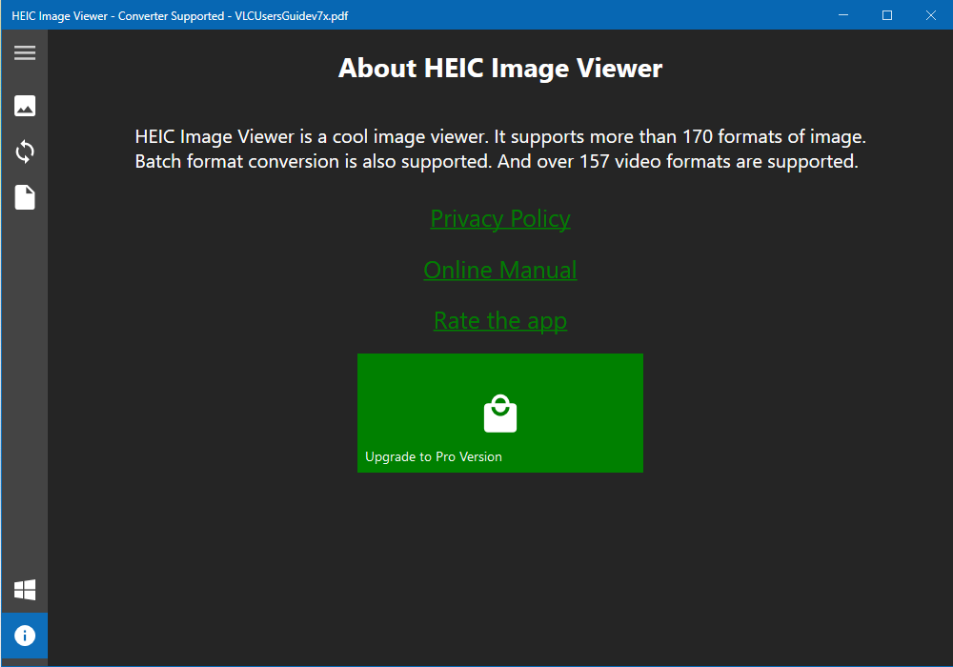 HEIC Image Viewer - Converter Supported - VLCUsersGuidev7x.pdf
About HEIC Image Viewer
HEIC Image Viewer is a cool image viewer. It supports more than 170 formats of image.
Batch format conversion is also supported. And over 157 video formats are supported.
Privacy Policy
Online Manual
Rate the app
Upgrade to Pro Version